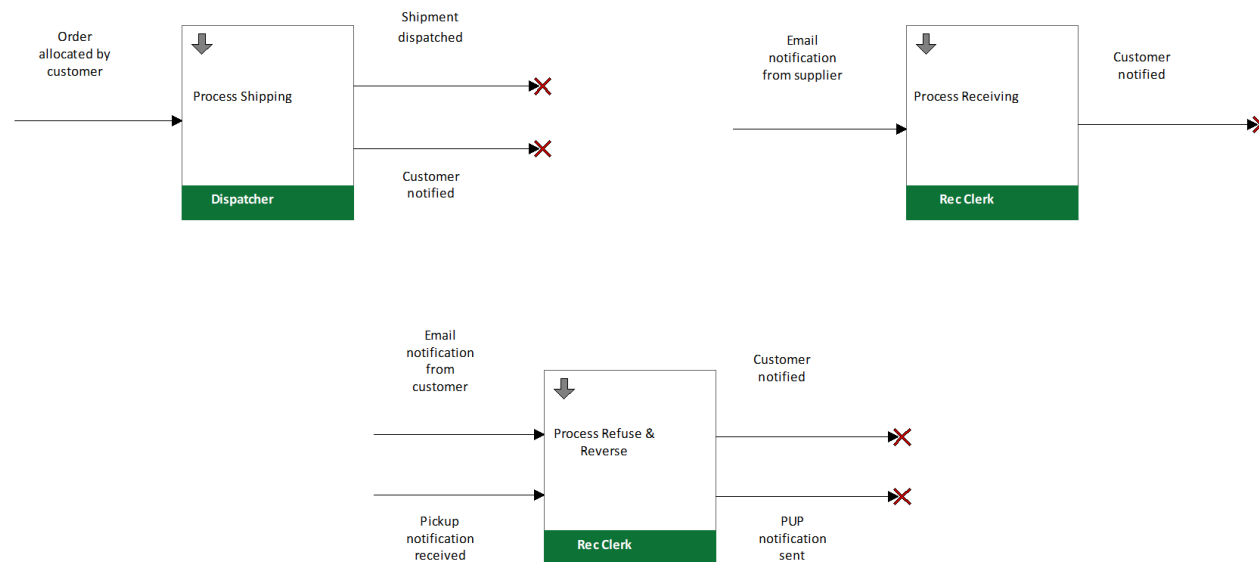 Order
allocated by
customer
Process Shipping
Dispatcher
Shipment
dispatched
Customer
notified
Email
notification
from supplier
Process Receiving
Rec Clerk
Customer
notified
Email
notification
from
customer
Pickup
notification
received
Process Refuse &
Reverse
Rec Clerk
Customer
notified
PUP
notification
sent